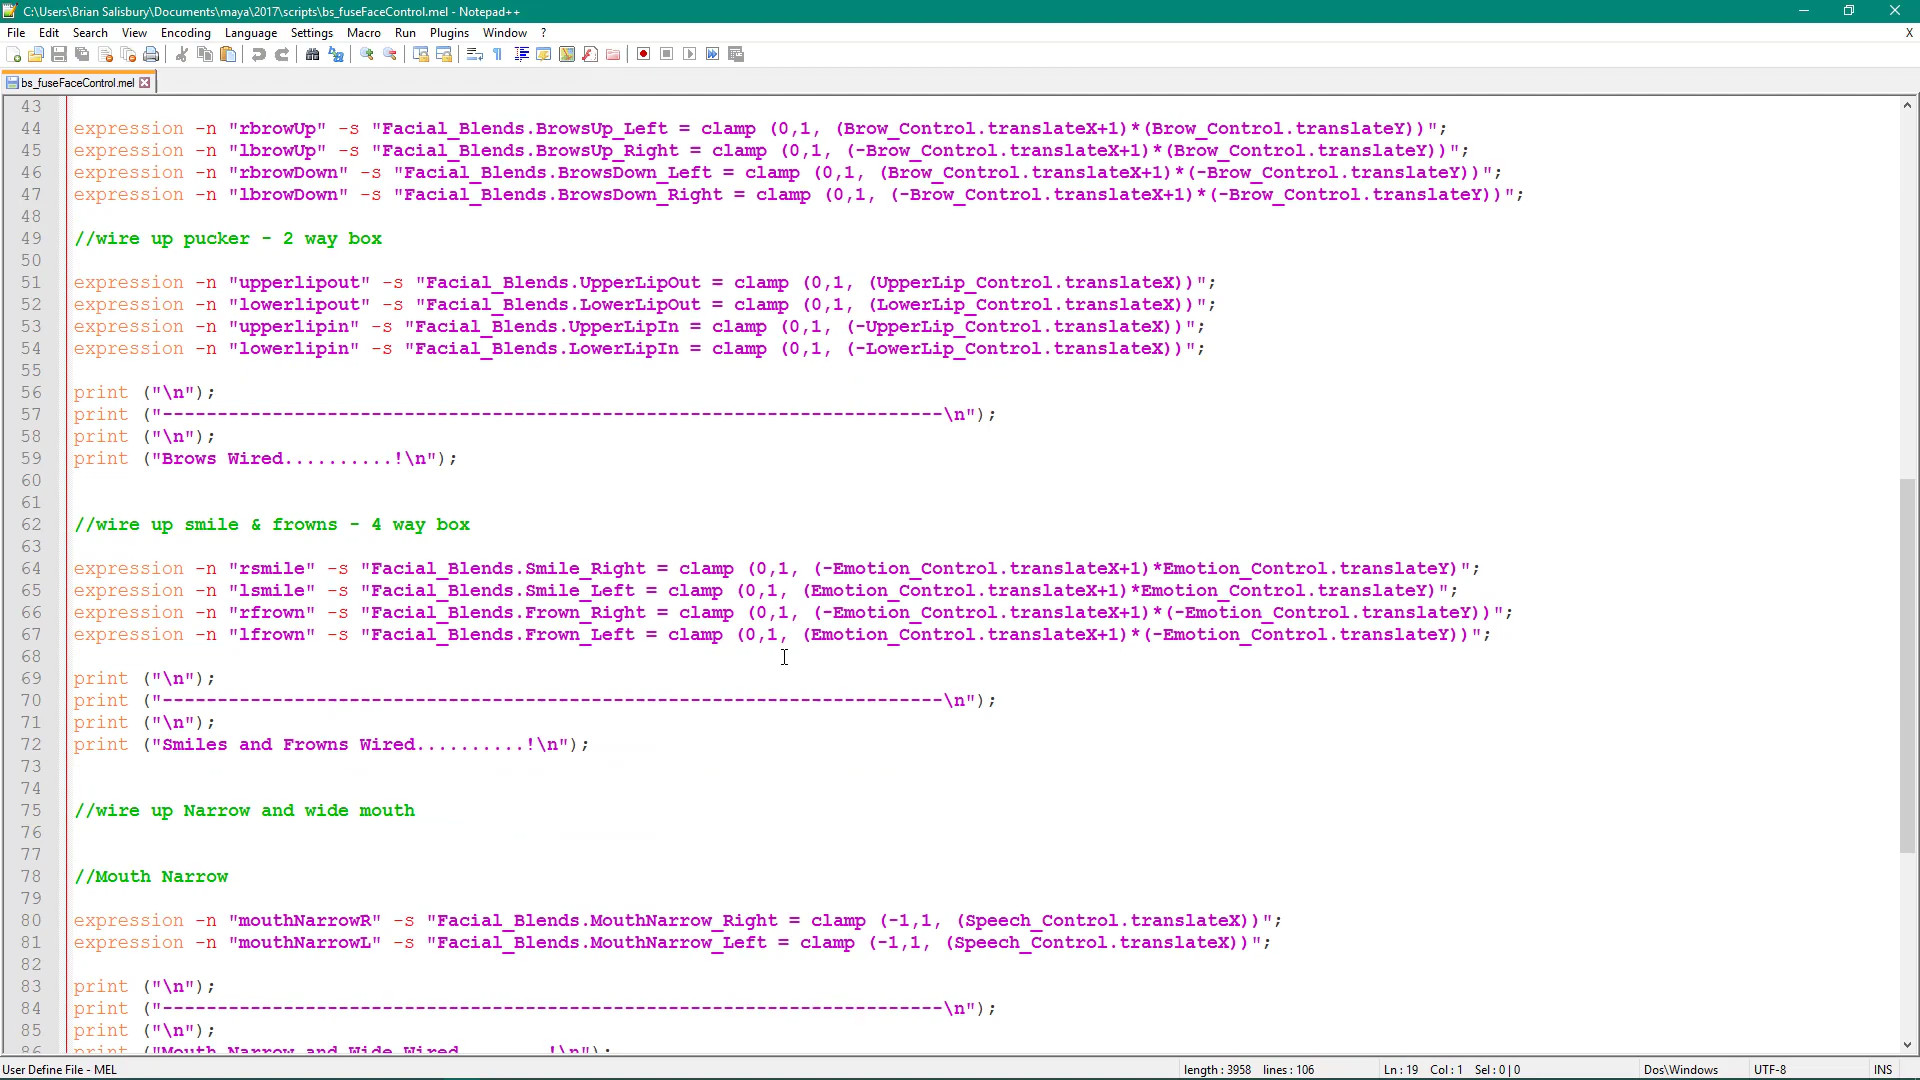 C:\Users\Brian Salisbury\Documents\maya\2017\scripts\bs_fuseFaceControl.mel - Notepad++
File Edit Search View Encoding Language Settings Macro Run Plugins Window ? X
bs_fuseFaceControl.mel
43
44 expression -n "rbrowUp" -s "Facial_Blends.BrowsUp_Left = clamp (0,1, (Brow_Control.translateX+1)*(Brow_Control.translateY))";
45 expression -n "lbrowUp" -s "Facial_Blends.BrowsUp_Right = clamp (0,1, (-Brow_Control.translateX+1)*(Brow_Control.translateY))";
46 expression -n "rbrowDown" -s "Facial_Blends.BrowsDown_Left = clamp (0,1, (Brow_Control.translateX+1)*(-Brow_Control.translateY))";
47 expression -n "lbrowDown" -s "Facial_Blends.BrowsDown_Right = clamp (0,1, (-Brow_Control.translateX+1)*(-Brow_Control.translateY))";
48
49 //wire up pucker - 2 way box
50
51 expression -n "upperlipout" -s "Facial_Blends.UpperLipOut = clamp (0,1, (UpperLip_Control.translateX))";
52 expression -n "lowerlipout" -s "Facial_Blends.LowerLipOut = clamp (0,1, (LowerLip_Control.translateX))";
53 expression -n "upperlipin" -s "Facial_Blends.UpperLipIn = clamp (0,1, (-UpperLip_Control.translateX))";
54 expression -n "lowerlipin" -s "Facial_Blends.LowerLipIn = clamp (0,1, (-LowerLip_Control.translateX))";
55
56 print ("\n");
57 print ("-----------------------------------------------------------------------\n");
58 print ("\n");
59 print ("Brows Wired..........!\n");
60
61
62 //wire up smile & frowns - 4 way box
63
64 expression -n "rsmile" -s "Facial_Blends.Smile_Right = clamp (0,1, (-Emotion_Control.translateX+1)*Emotion_Control.translateY)";
65 expression -n "lsmile" -s "Facial_Blends.Smile_Left = clamp (0,1, (Emotion_Control.translateX+1)*Emotion_Control.translateY)";
66 expression -n "rfrown" -s "Facial_Blends.Frown_Right = clamp (0,1, (-Emotion_Control.translateX+1)*(-Emotion_Control.translateY))";
67 expression -n "lfrown" -s "Facial_Blends.Frown_Left = clamp (0,1, (Emotion_Control.translateX+1)*(-Emotion_Control.translateY))";
68
69 print ("\n");
70 print ("-----------------------------------------------------------------------\n");
71 print ("\n");
72 print ("Smiles and Frowns Wired..........!\n");
73
74
75 //wire up Narrow and wide mouth
76
77
78 //Mouth Narrow
79
80 expression -n "mouthNarrowR" -s "Facial_Blends.MouthNarrow_Right = clamp (-1,1, (Speech_Control.translateX))";
81 expression -n "mouthNarrowL" -s "Facial_Blends.MouthNarrow_Left = clamp (-1,1, (Speech_Control.translateX))";
82
83 print ("\n");
84 print ("-----------------------------------------------------------------------\n");
85 print ("\n");
86 print ("Mouth Narrow and Wide Wired........!\n");
User Define File - MEL length : 3958 lines : 106 Ln : 19 Col : 1 Sel : 0 | 0 Dos\Windows UTF-8 INS